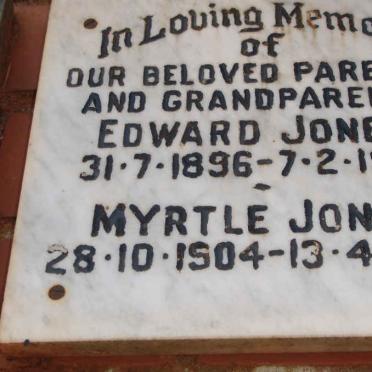 In Loving Memo
of
OUR BELOVED PARE
AND GRANDPARE
EDWARD JONE
31·7·1896-7·2·1
MYRTLE JON
28·10·1904-13·4